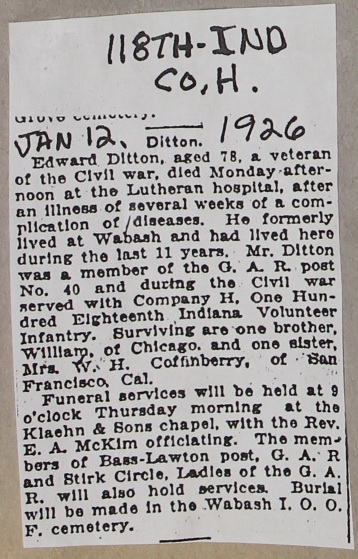 118TH-IND
CO, H.
Grove cemetery.
JAN 12, 1926
Ditton.
Edward Ditton, aged 78, a veteran
of the Civil war, died Monday after-
noon at the Lutheran hospital, after
an illness of several weeks of a com-
plication of diseases. He formerly
lived at Wabash and had lived here
during the last 11 years. Mr. Ditton
was a member of the G. A. R. post
No. 40 and during the Civil war
served with Company H, One Hun-
dred Eighteenth Indiana Volunteer
Infantry. Surviving are one brother,
William, of Chicago, and one sister,
Mrs. W. H. Coffinberry, of San
Francisco, Cal.
Funeral services will be held at 9
o'clock Thursday morning at the
Klaehn & Sons chapel, with the Rev.
E. A. McKim officiating. The mem-
bers of Bass-Lawton post, G. A. R
and Stirk Circle, Ladies of the G. A.
R. will also hold services. Burial
will be made in the Wabash I. O. O.
F. cemetery.